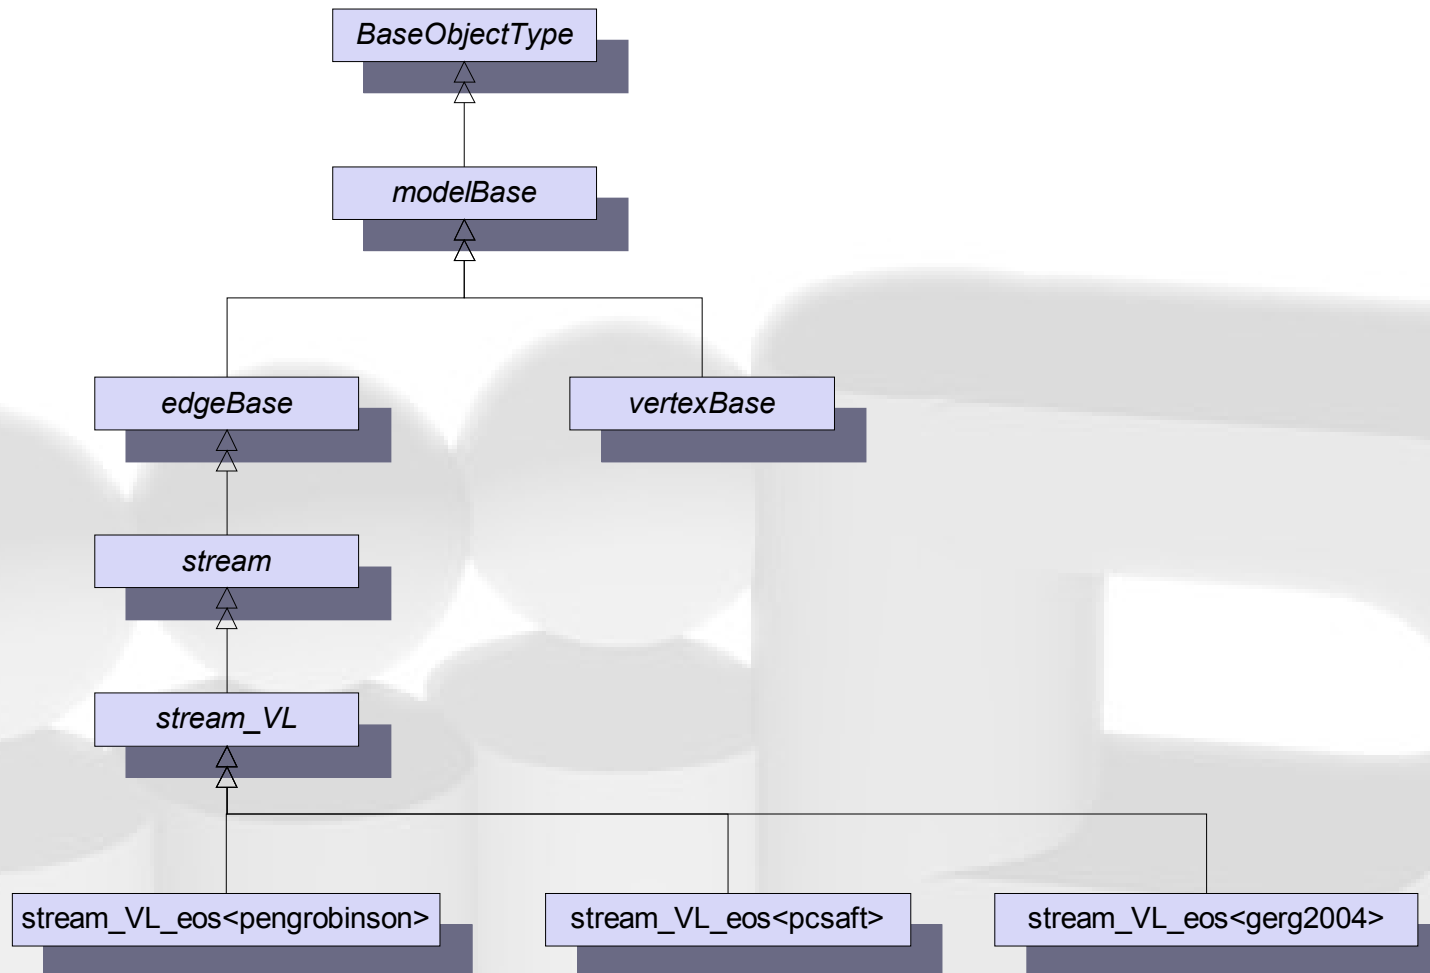 BaseObjectType
modelBase
edgeBase
vertexBase
stream
stream_VL
stream_VL_eos<pengrobinson>
stream_VL_eos<pcsaft>
stream_VL_eos<gerg2004>